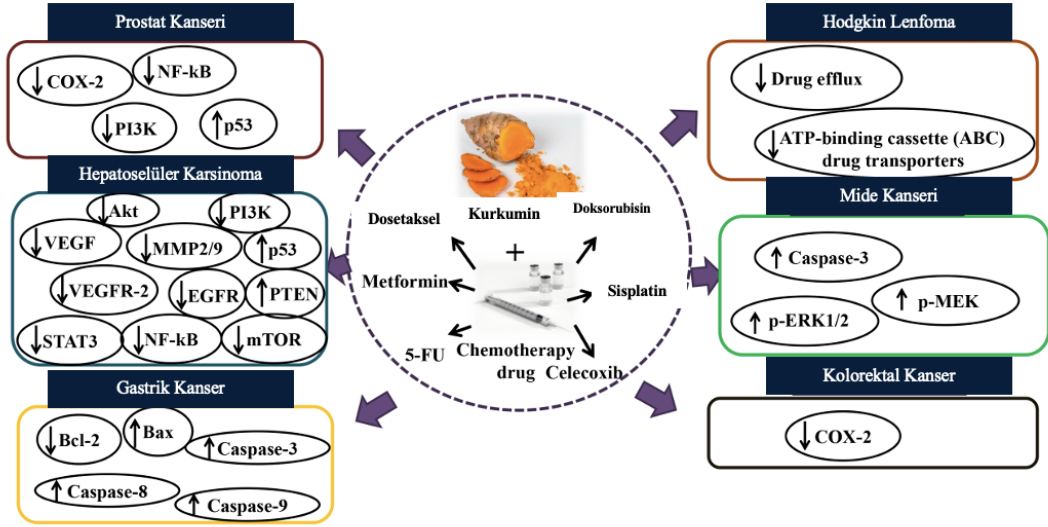 Prostat Kanseri
↓ COX-2
↓ NF-kB
↓ PI3K
↑ p53
Hepatoselüler Karsinoma
↓ Akt
↓ PI3K
↓ VEGF
↓ MMP2/9
↑ p53
↓ VEGFR-2
↓ EGFR
↑ PTEN
↓ STAT3
↓ NF-kB
↓ mTOR
Gastrik Kanser
↓ Bcl-2
↑ Bax
↑ Caspase-3
↑ Caspase-8
↑ Caspase-9
Dosetaksel
Kurkumin
Doksorubisin
+
Metformin
Sisplatin
5-FU
Chemotherapy
drug
Celecoxib
Hodgkin Lenfoma
↓ Drug efflux
↓ ATP-binding cassette (ABC)
drug transporters
Mide Kanseri
↑ Caspase-3
↑ p-MEK
↑ p-ERK1/2
Kolorektal Kanser
↓ COX-2